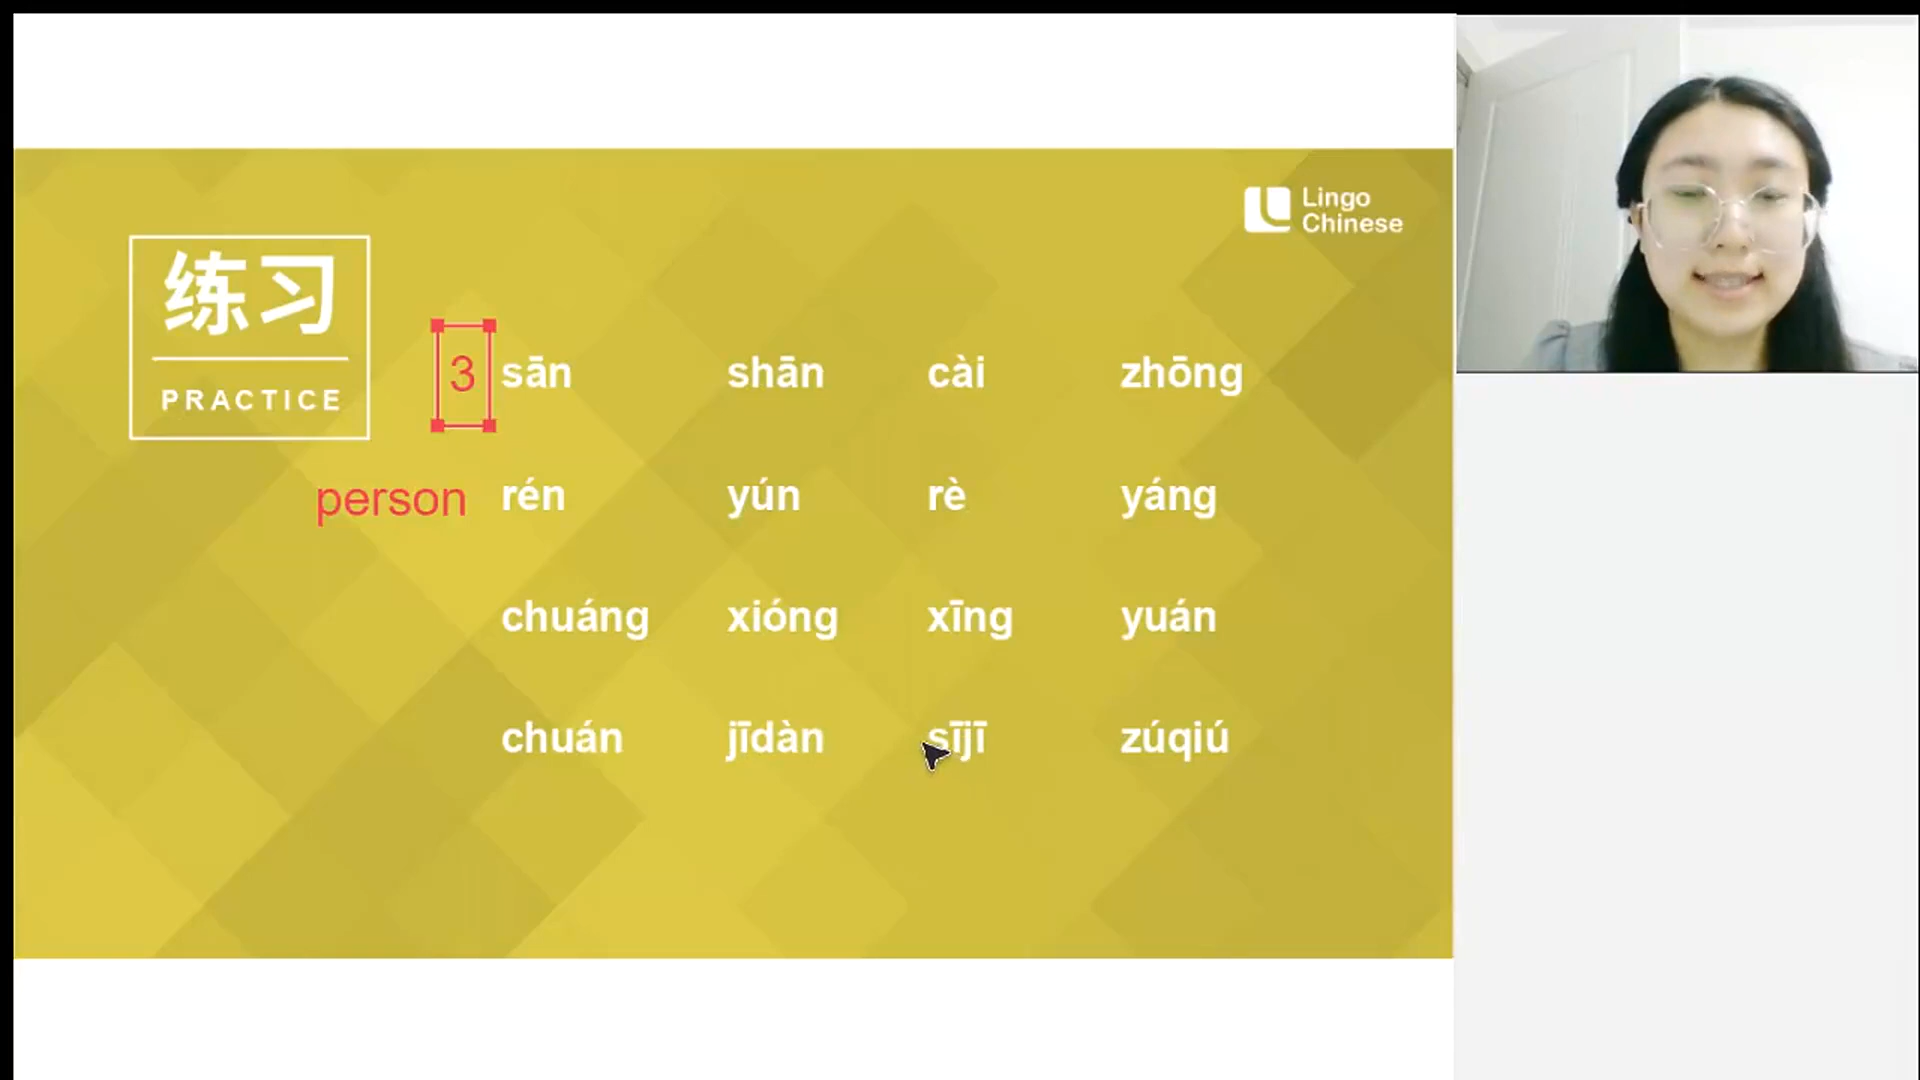 Lingo
Chinese
练习
PRACTICE
3 sān shān cài zhōng
person rén yún rè yáng
chuáng xióng xīng yuán
chuán jīdàn sījī zúqiú